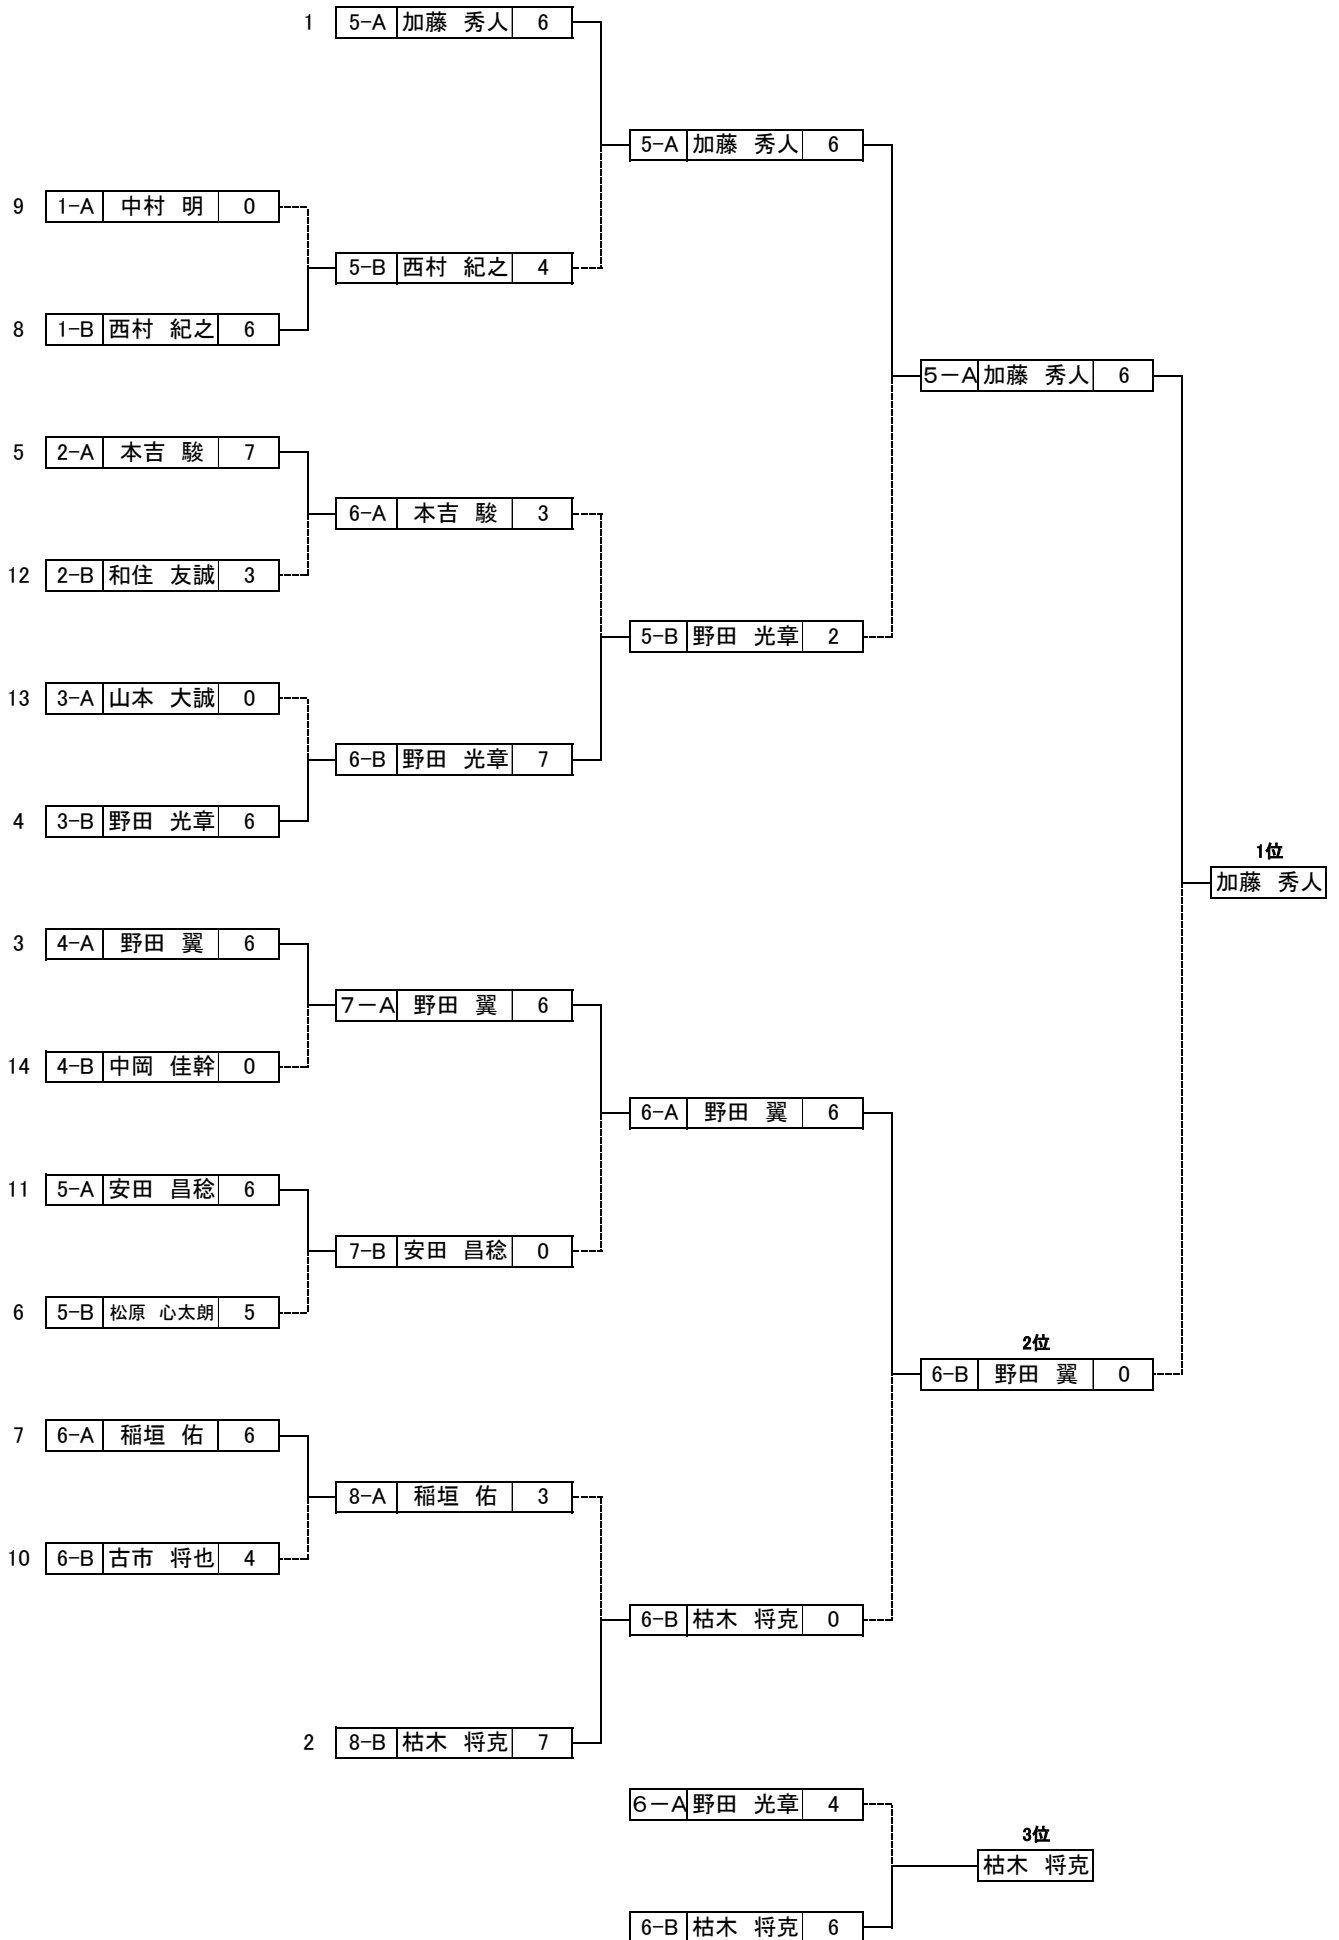 1 5-A 加藤 秀人 6
5-A 加藤 秀人 6
9 1-A 中村 明 0
5-B 西村 紀之 4
8 1-B 西村 紀之 6
5-A 加藤 秀人 6
5 2-A 本吉 駿 7
6-A 本吉 駿 3
12 2-B 和住 友誠 3
5-B 野田 光章 2
13 3-A 山本 大誠 0
6-B 野田 光章 7
4 3-B 野田 光章 6
1位
加藤 秀人
3 4-A 野田 翼 6
7-A 野田 翼 6
14 4-B 中岡 佳幹 0
6-A 野田 翼 6
11 5-A 安田 昌稔 6
7-B 安田 昌稔 0
6 5-B 松原 心太朗 5
2位
6-B 野田 翼 0
7 6-A 稲垣 佑 6
8-A 稲垣 佑 3
10 6-B 古市 将也 4
6-B 枯木 将克 0
2 8-B 枯木 将克 7
6-A 野田 光章 4
3位
枯木 将克
6-B 枯木 将克 6